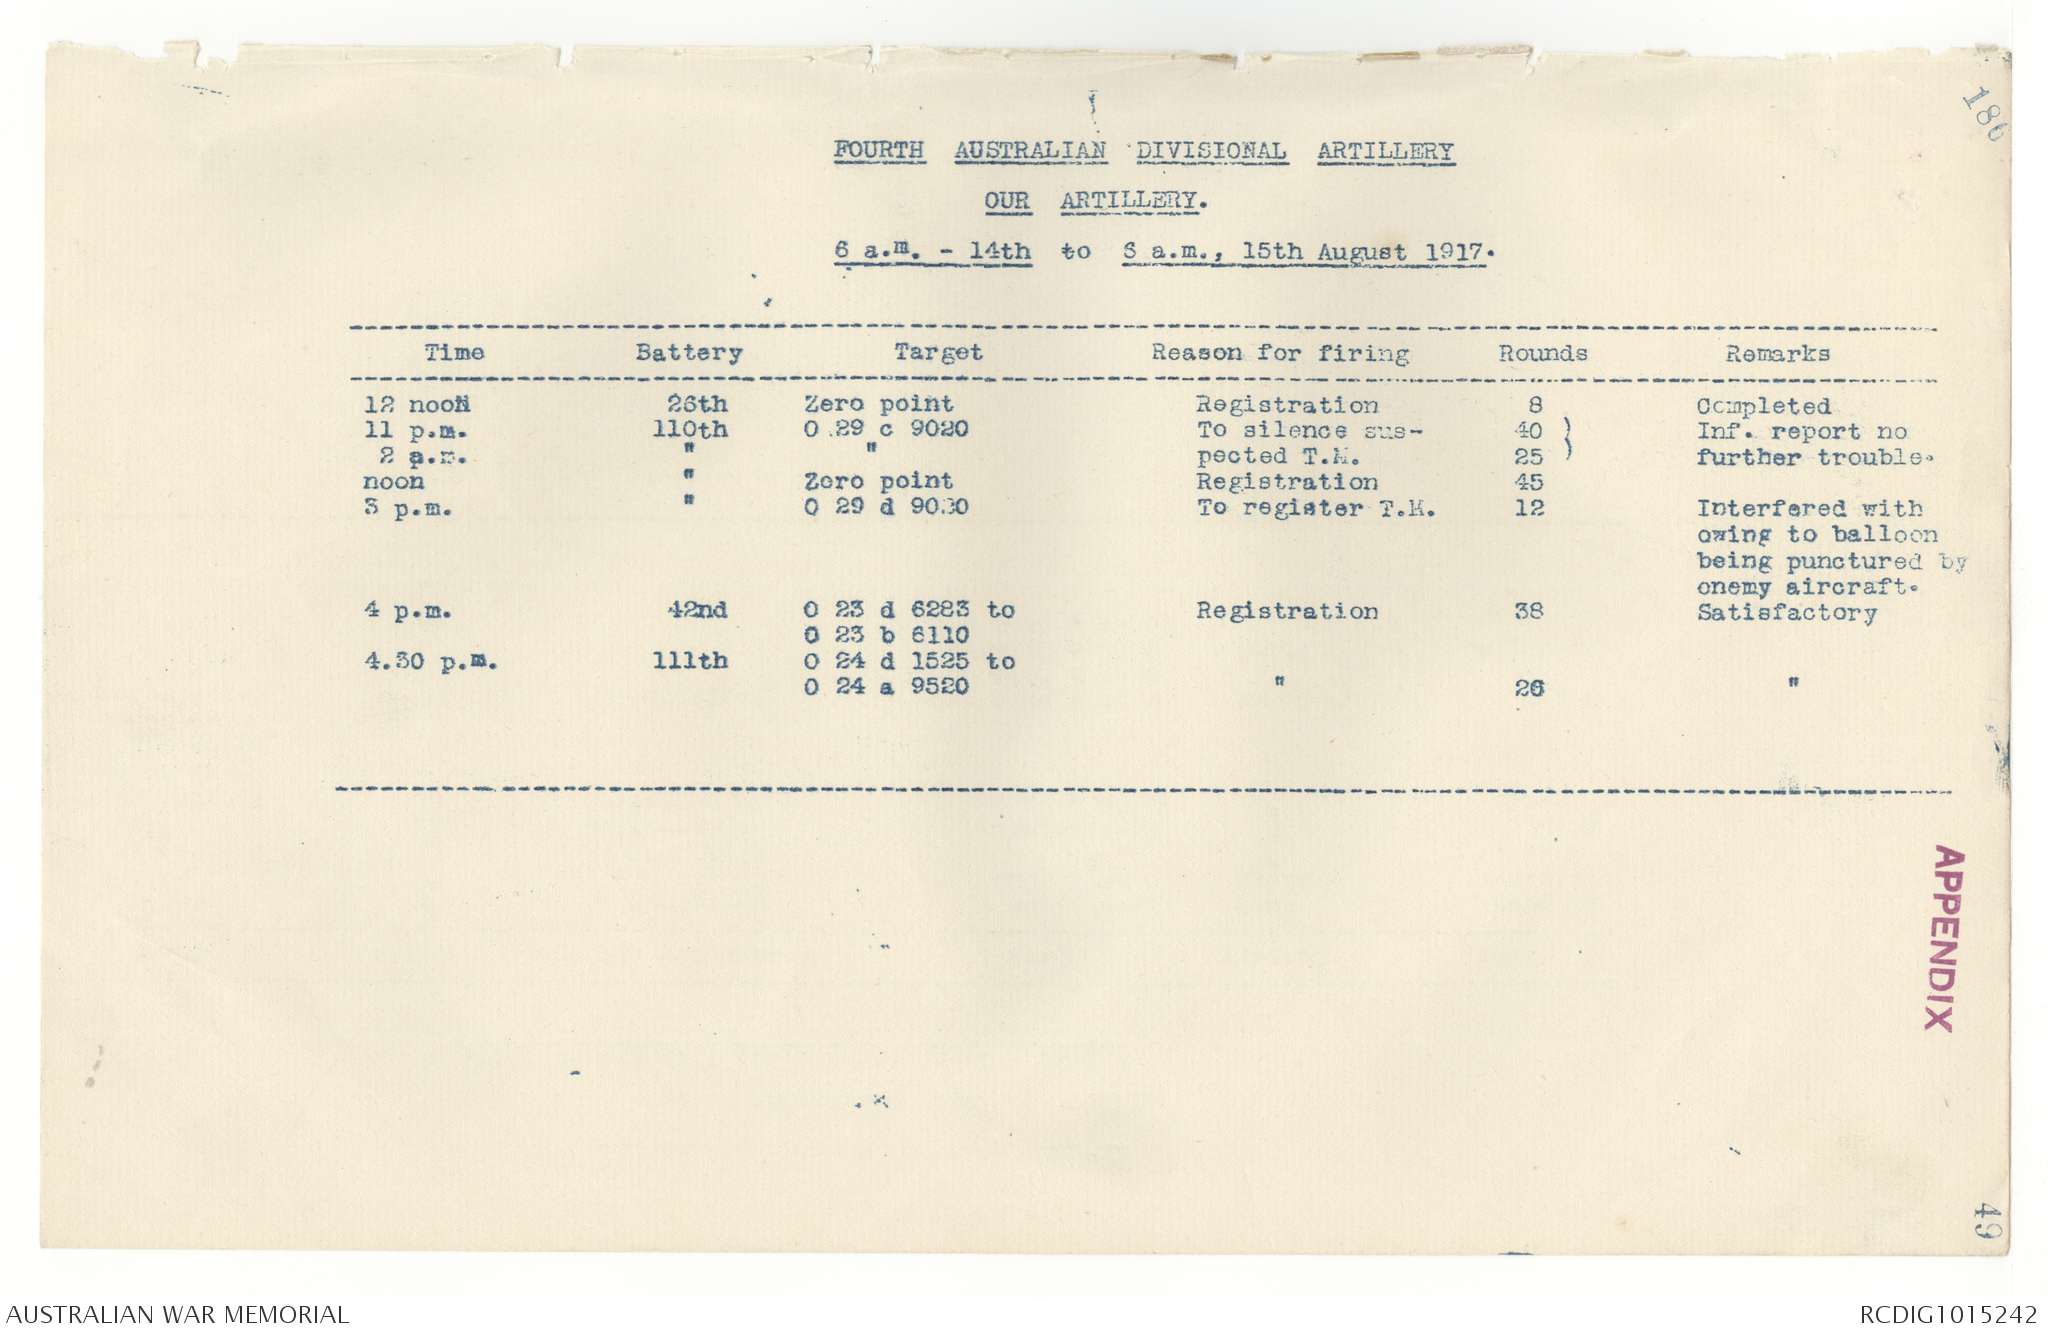 186
FOURTH AUSTRALIAN DIVISIONAL ARTILLERY
OUR ARTILLERY.
6 a.m. - 14th to 6 a.m., 15th August 1917.
Time Battery Target Reason for firing Rounds Remarks
12 noon 26th Zero point Registration 8 Completed
11 p.m. 110th O 29 c 9020 To silence sus- 40 ) Inf. report no
2 a.m. " " pected T.M. 25 ) further trouble.
noon " Zero point Registration 45
3 p.m. " O 29 d 9030 To register T.M. 12 Interfered with
owing to balloon
being punctured by
enemy aircraft.
4 p.m. 42nd O 23 d 6283 to Registration 38 Satisfactory
O 23 b 6110
4.30 p.m. 111th O 24 d 1525 to
O 24 a 9520 " 26 "
APPENDIX
49
AUSTRALIAN WAR MEMORIAL RCDIG1015242